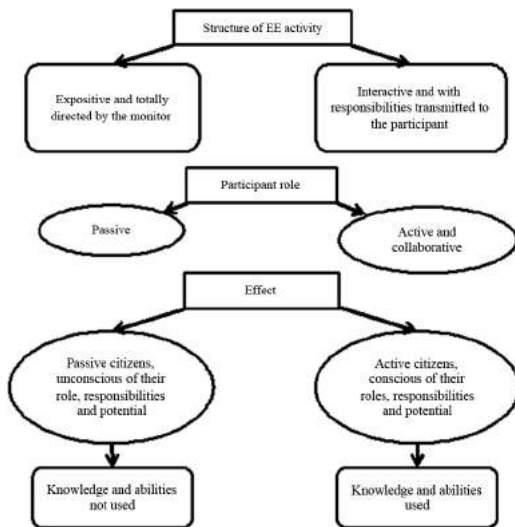 Structure of EE activity
Expositive and totally
directed by the monitor
Interactive and with
responsibilities transmitted to
the participant
Participant role
Passive
Active and
collaborative
Effect
Passive citizens,
unconscious of their
role, responsibilities
and potential
Active citizens,
conscious of their
roles, responsibilities
and potential
Knowledge and abilities
not used
Knowledge and abilities
used